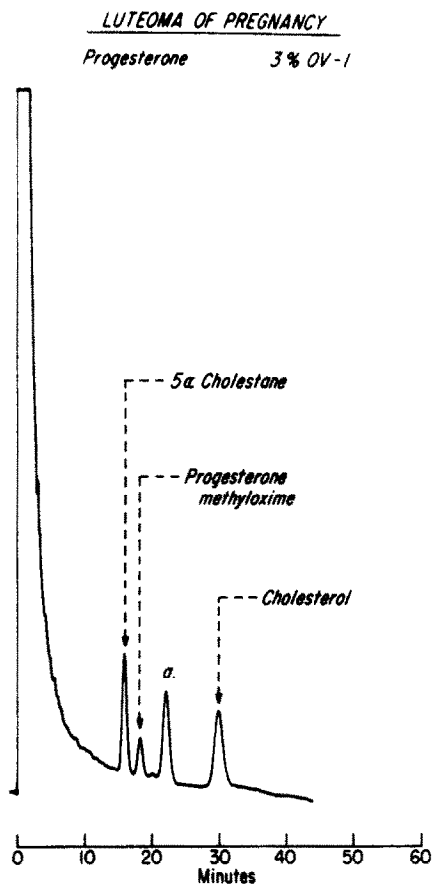 LUTEOMA OF PREGNANCY
Progesterone 3 % OV-1
5α Cholestane
Progesterone
methyloxime
a.
Cholesterol
0 10 20 30 40 50 60
Minutes